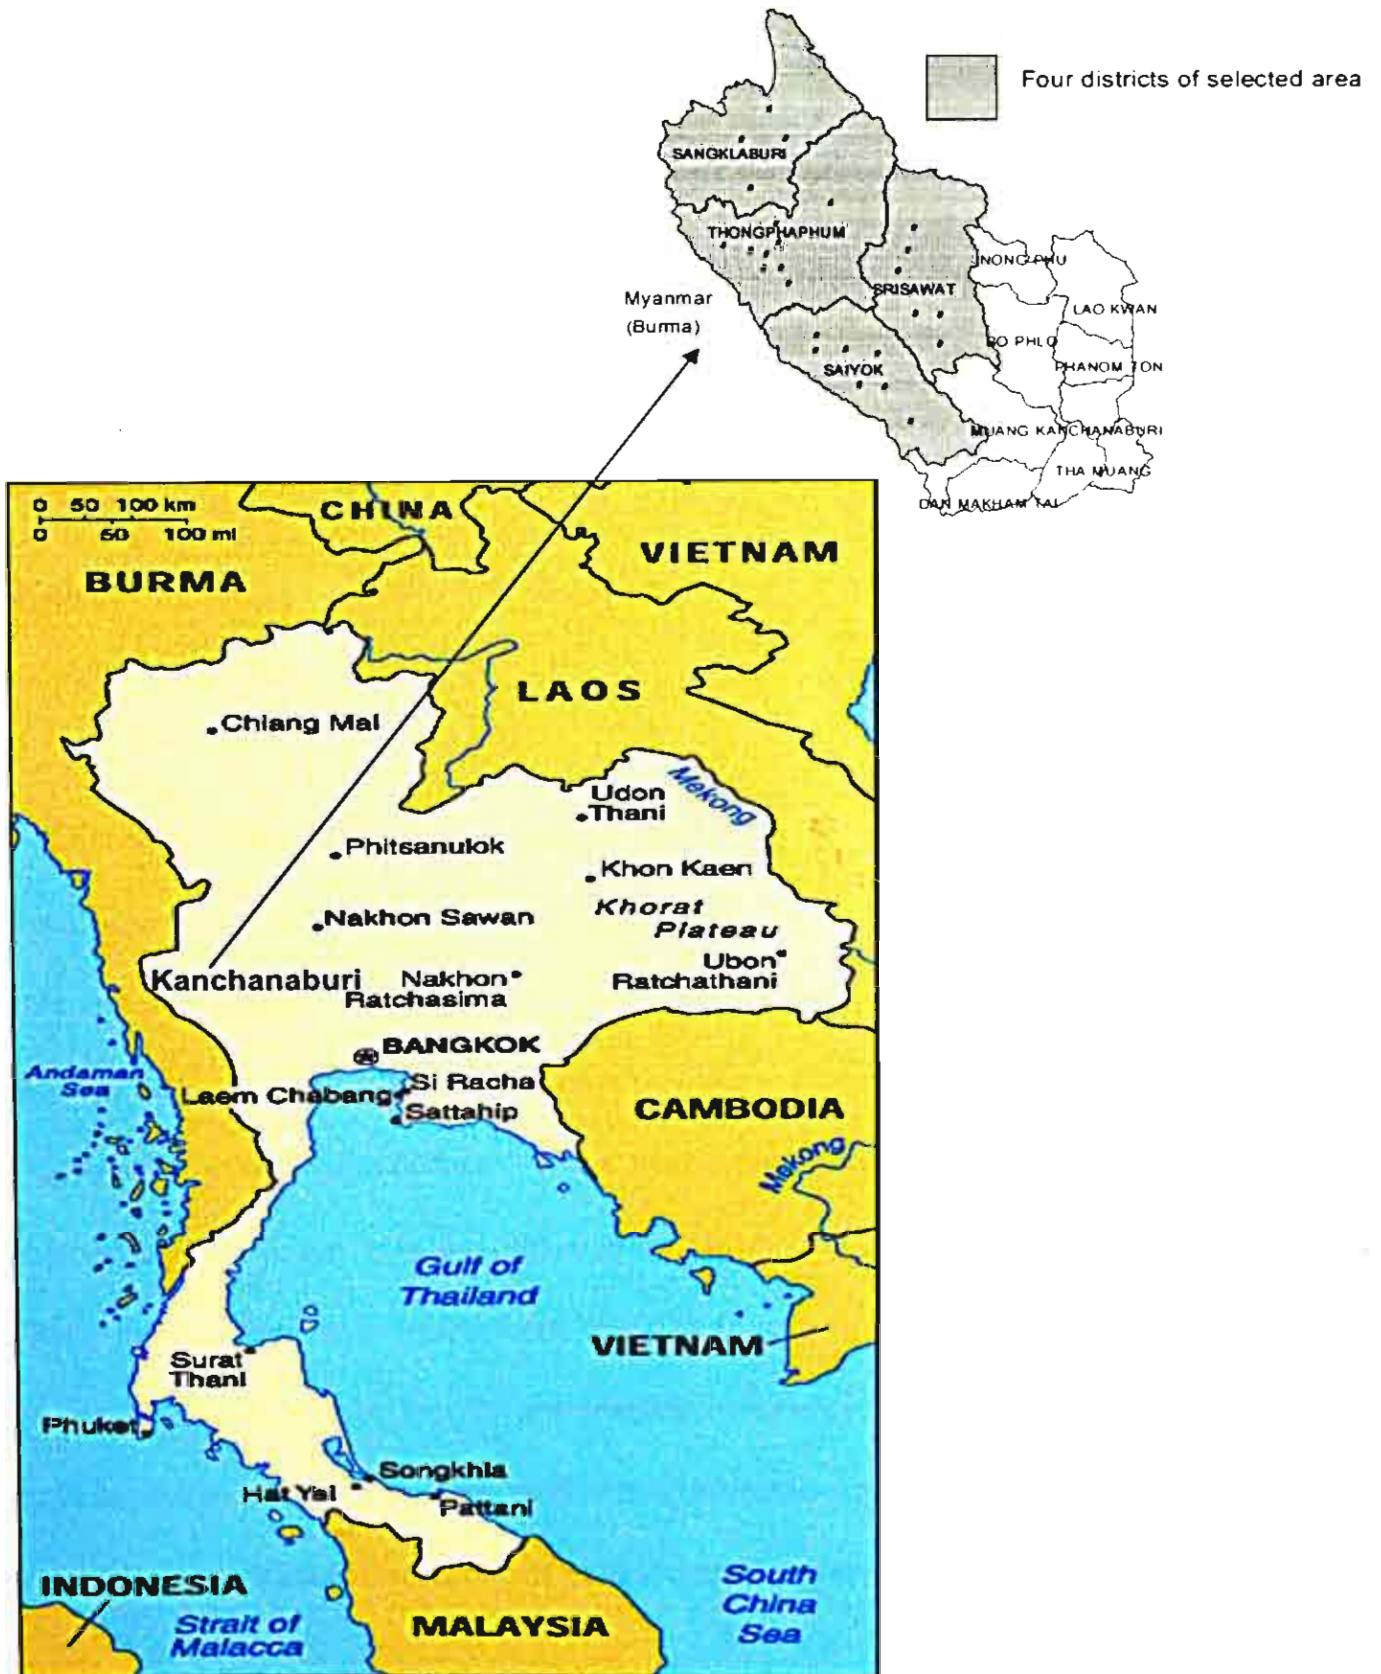 Four districts of selected area
SANGKLABURI
THONGPHAPHUM
NONG PHU
SRISAWAT
Myanmar
(Burma)
LAO KWAN
BO PHLO
PHANOM TON
SAIYOK
MUANG KANCHANABURI
THA MUANG
DAN MAKHAM TAI
0 50 100 km
0 50 100 mi
CHINA
VIETNAM
BURMA
LAOS
Chiang Mai
Mekong
Udon
Thani
Phitsanulok
Khon Kaen
Khorat
Plateau
Nakhon Sawan
Ubon
Ratchathani
Kanchanaburi
Nakhon
Ratchasima
BANGKOK
Andaman
Sea
Si Racha
Laem Chabang
Sattahip
CAMBODIA
Mekong
Gulf of
Thailand
VIETNAM
Surat
Thani
Phuket
Songkhla
Hat Yai
Pattani
INDONESIA
Strait of
Malacca
MALAYSIA
South
China
Sea